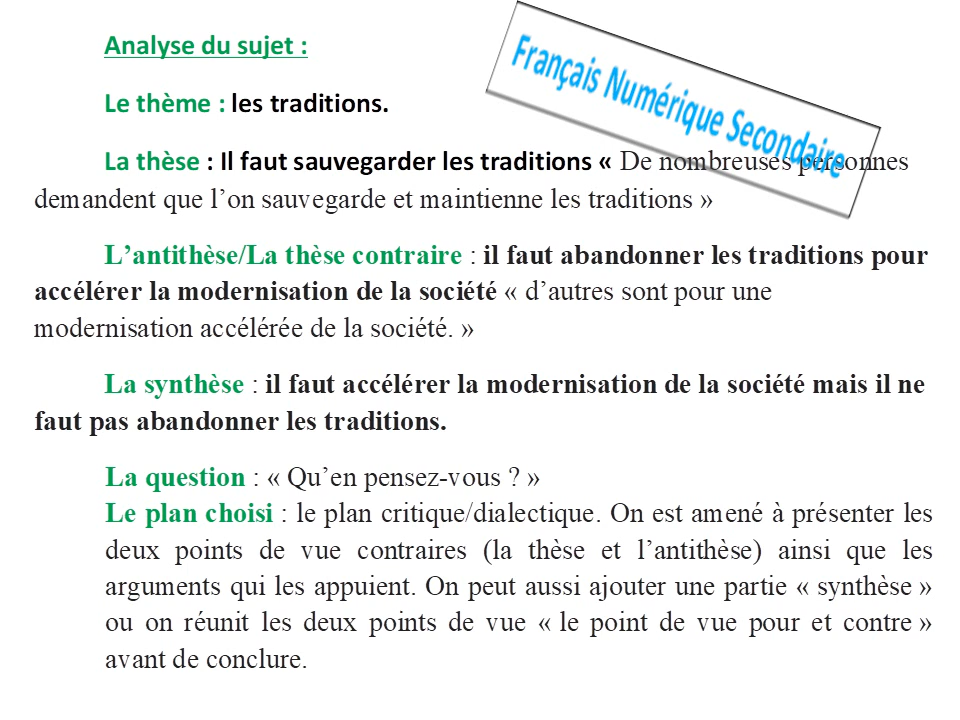 Analyse du sujet :
Français Numérique Secondaire
Le thème : les traditions.
La thèse : Il faut sauvegarder les traditions « De nombreuses personnes
demandent que l’on sauvegarde et maintienne les traditions »
L’antithèse/La thèse contraire : il faut abandonner les traditions pour
accélérer la modernisation de la société « d’autres sont pour une
modernisation accélérée de la société. »
La synthèse : il faut accélérer la modernisation de la société mais il ne
faut pas abandonner les traditions.
La question : « Qu’en pensez-vous ? »
Le plan choisi : le plan critique/dialectique. On est amené à présenter les
deux points de vue contraires (la thèse et l’antithèse) ainsi que les
arguments qui les appuient. On peut aussi ajouter une partie « synthèse »
ou on réunit les deux points de vue « le point de vue pour et contre »
avant de conclure.